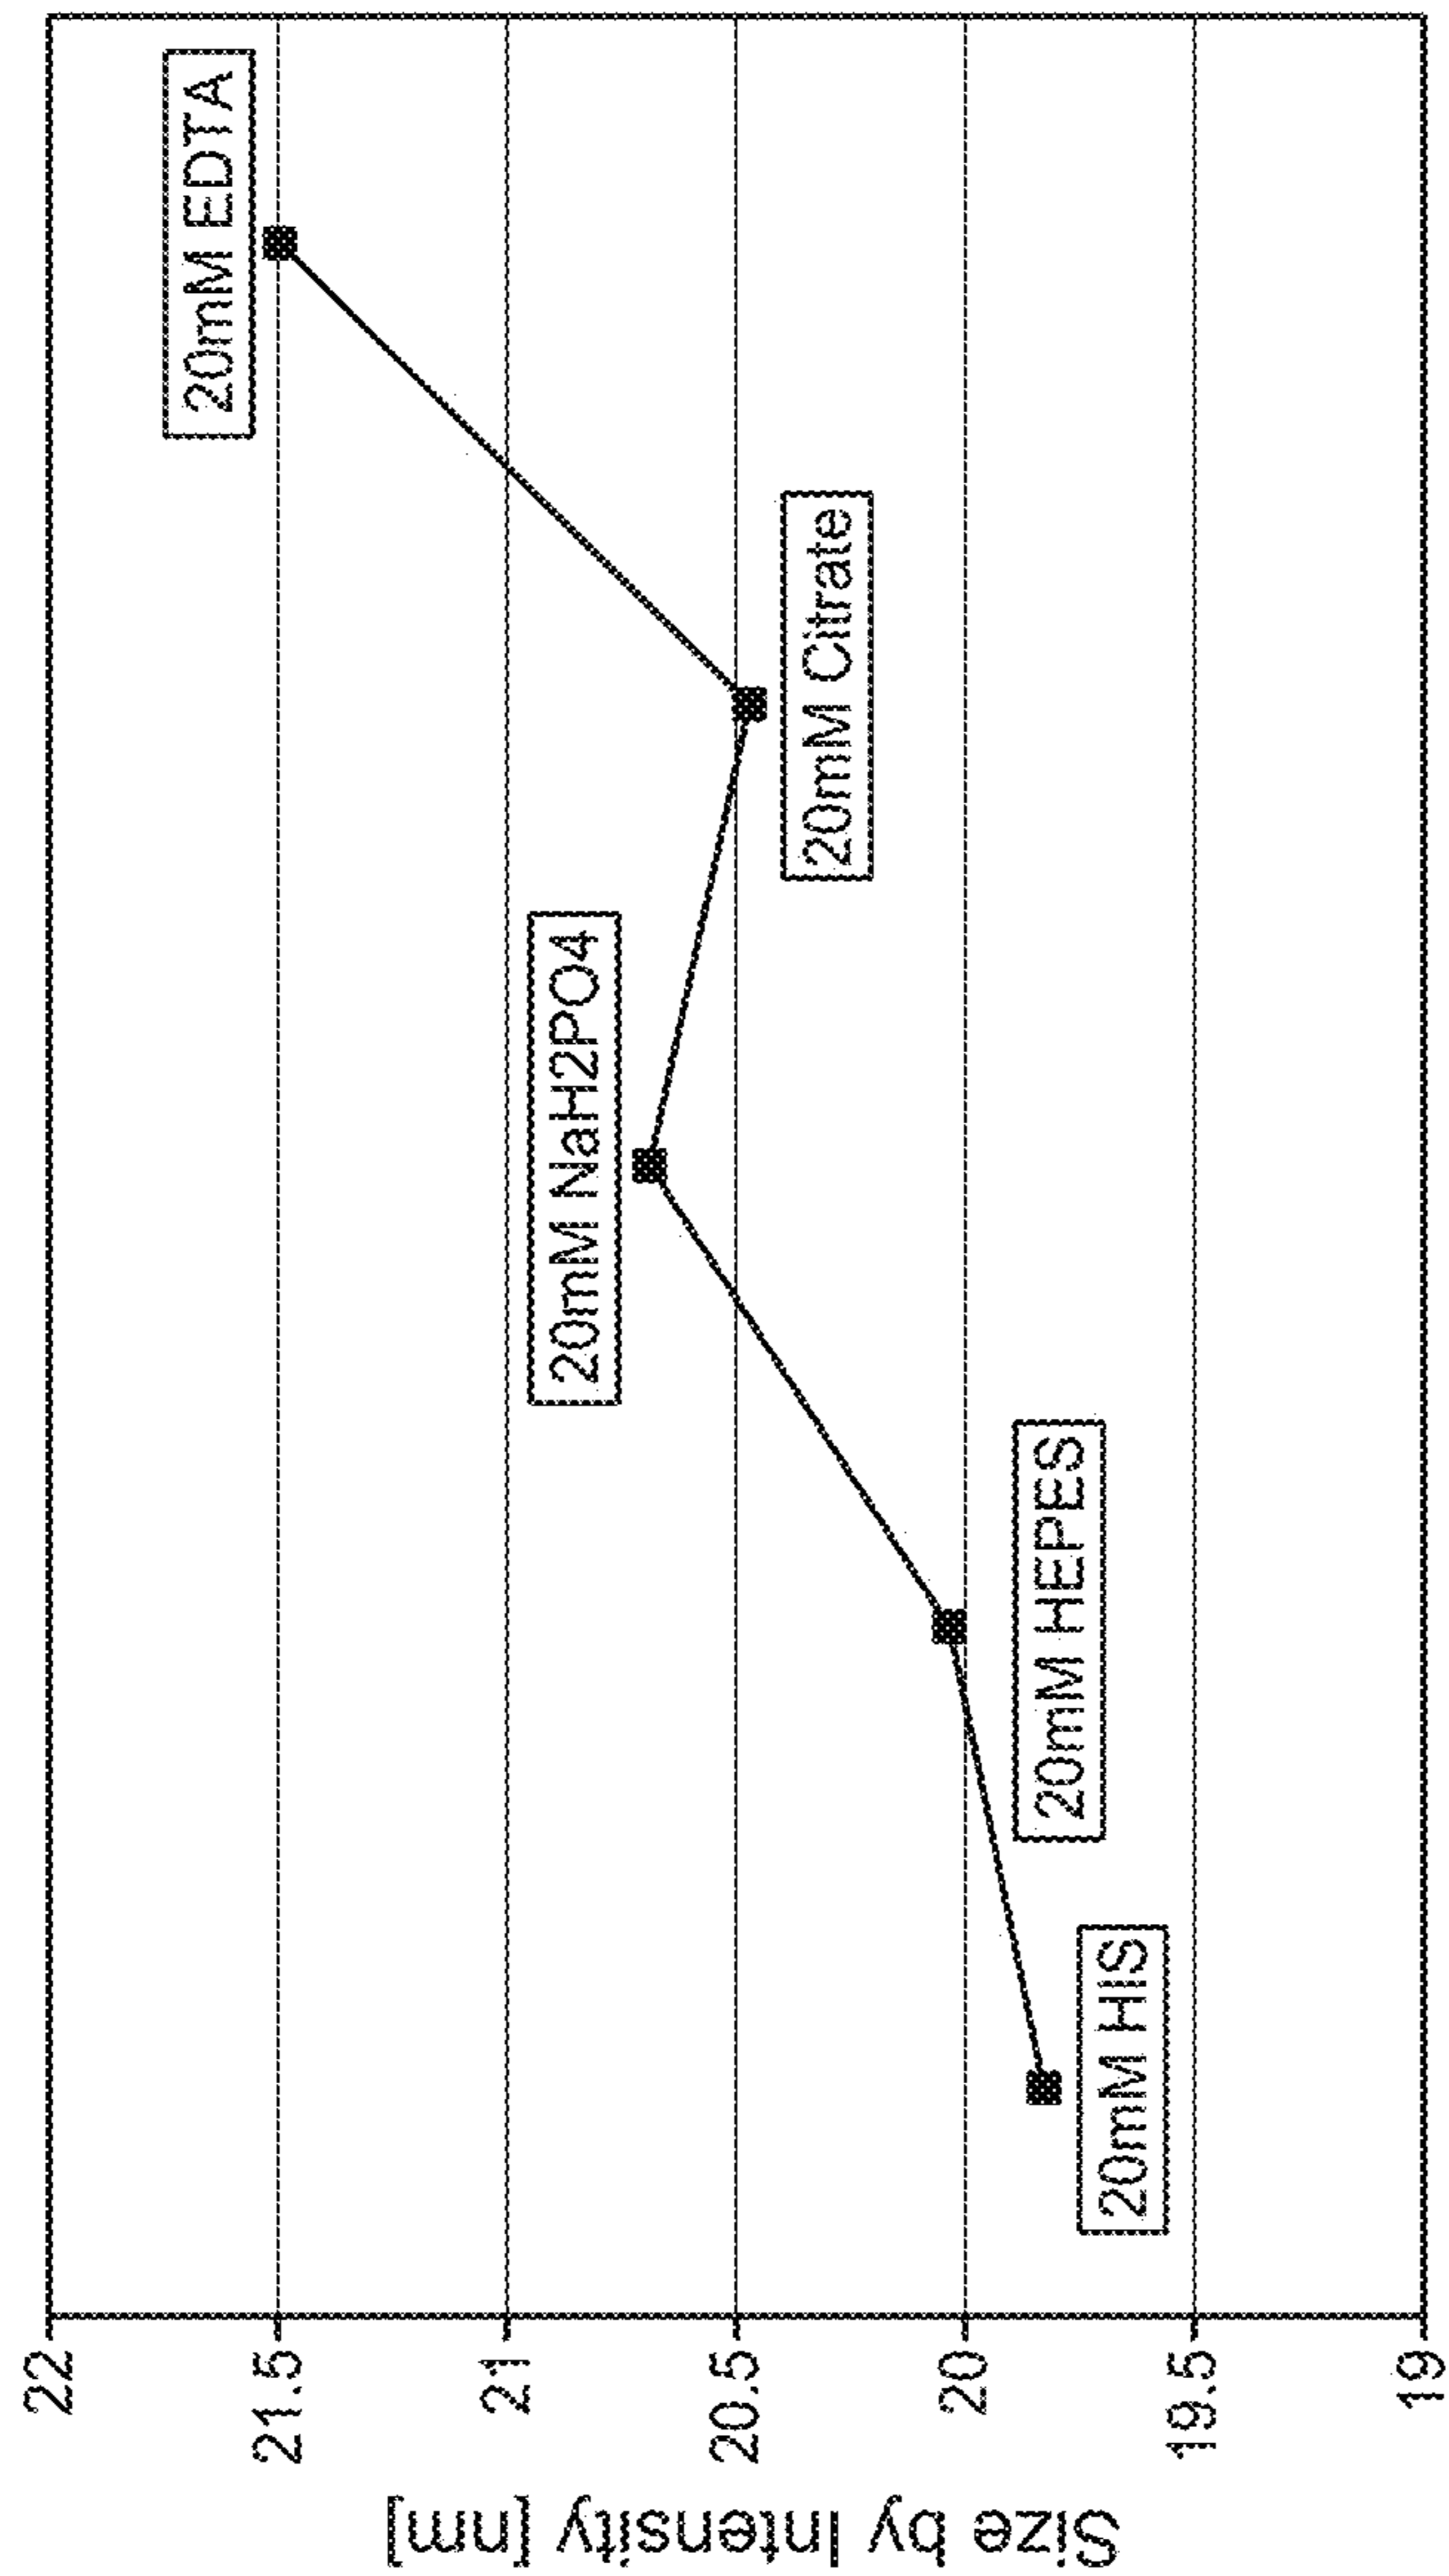 Size by Intensity [nm]
22
21.5
21
20.5
20
19.5
19
20mM HIS
20mM HEPES
20mM NaH2PO4
20mM Citrate
20mM EDTA